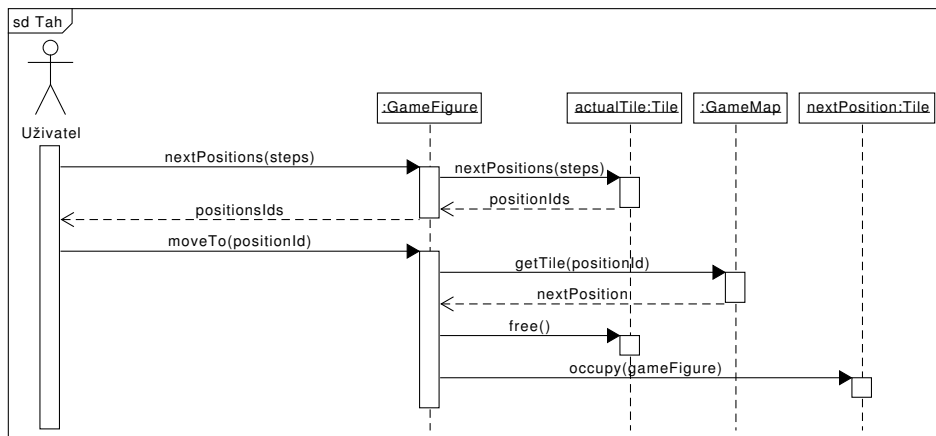 sd Tah
Uživatel
:GameFigure
actualTile:Tile
:GameMap
nextPosition:Tile
nextPositions(steps)
nextPositions(steps)
positionIds
positionsIds
moveTo(positionId)
getTile(positionId)
nextPosition
free()
occupy(gameFigure)